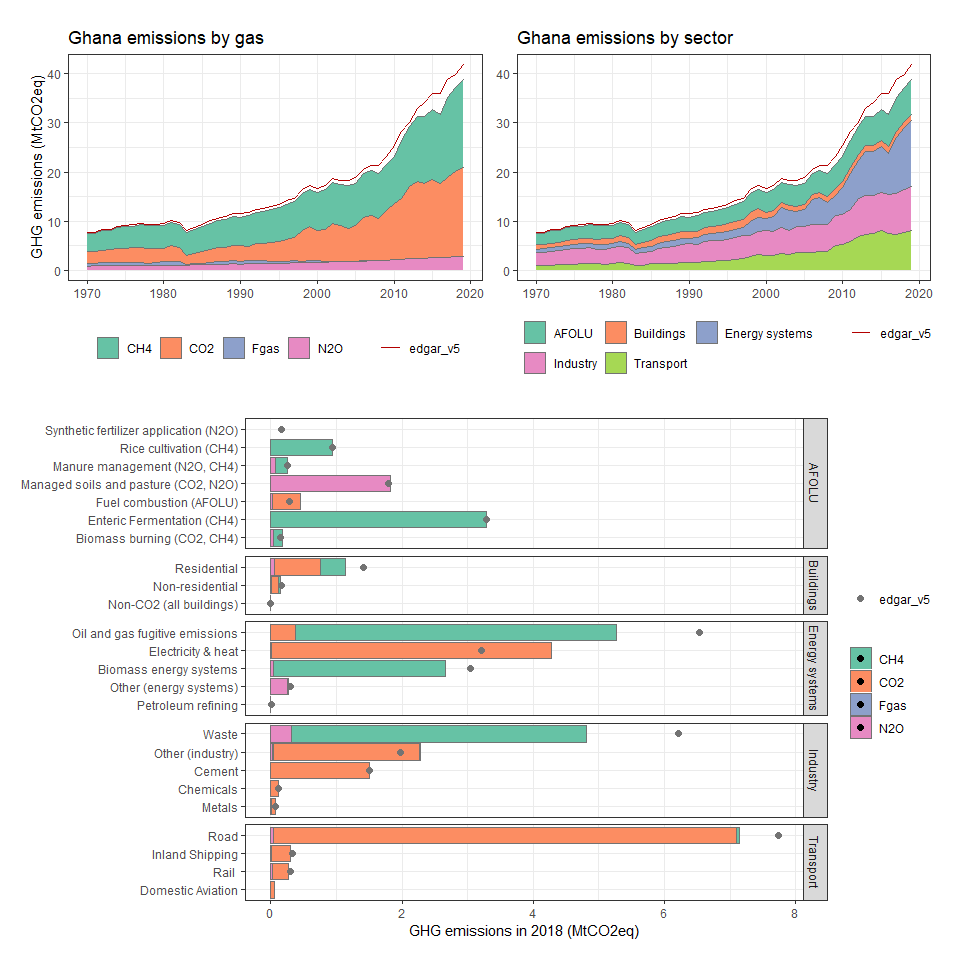 Ghana emissions by gas
GHG emissions (MtCO2eq)
40
30
20
10
0
1970
1980
1990
2000
2010
2020
CH4
CO2
Fgas
N2O
edgar_v5
Ghana emissions by sector
40
30
20
10
0
1970
1980
1990
2000
2010
2020
AFOLU
Buildings
Energy systems
edgar_v5
Industry
Transport
Synthetic fertilizer application (N2O)
Rice cultivation (CH4)
Manure management (N2O, CH4)
Managed soils and pasture (CO2, N2O)
Fuel combustion (AFOLU)
Enteric Fermentation (CH4)
Biomass burning (CO2, CH4)
AFOLU
Residential
Non-residential
Non-CO2 (all buildings)
Buildings
Oil and gas fugitive emissions
Electricity & heat
Biomass energy systems
Other (energy systems)
Petroleum refining
Energy systems
Waste
Other (industry)
Cement
Chemicals
Metals
Industry
Road
Inland Shipping
Rail
Domestic Aviation
Transport
0
2
4
6
8
GHG emissions in 2018 (MtCO2eq)
edgar_v5
CH4
CO2
Fgas
N2O